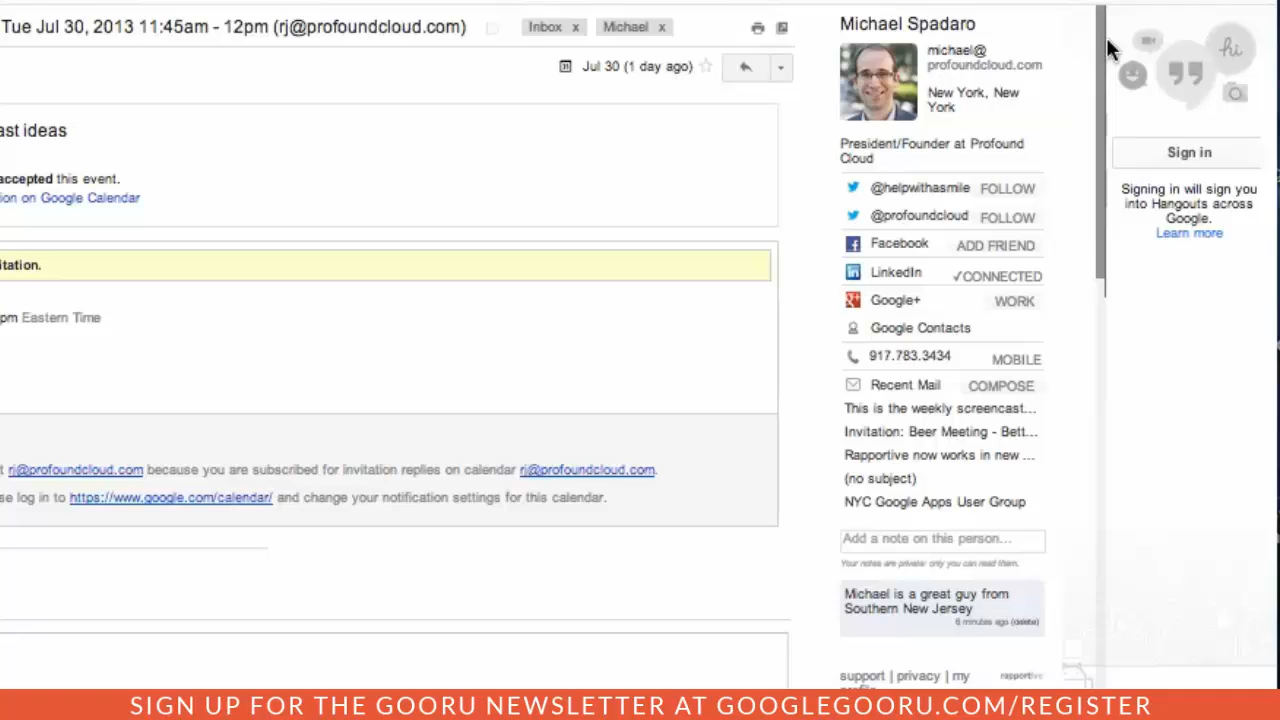 Tue Jul 30, 2013 11:45am - 12pm (rj@profoundcloud.com)
Inbox x
Michael x
Jul 30 (1 day ago)
ast ideas
accepted this event.
ion on Google Calendar
itation.
pm Eastern Time
t rj@profoundcloud.com because you are subscribed for invitation replies on calendar rj@profoundcloud.com.
se log in to https://www.google.com/calendar/ and change your notification settings for this calendar.
Michael Spadaro
michael@
profoundcloud.com
New York, New
York
President/Founder at Profound
Cloud
@helpwithasmile FOLLOW
@profoundcloud FOLLOW
Facebook ADD FRIEND
LinkedIn ✓CONNECTED
Google+ WORK
Google Contacts
917.783.3434 MOBILE
Recent Mail COMPOSE
This is the weekly screencast...
Invitation: Beer Meeting - Bett...
Rapportive now works in new ...
(no subject)
NYC Google Apps User Group
Add a note on this person...
Your notes are private: only you can read them.
Michael is a great guy from
Southern New Jersey
6 minutes ago (delete)
support | privacy | my
rapportive
hi
Sign in
Signing in will sign you
into Hangouts across
Google.
Learn more
SIGN UP FOR THE GOORU NEWSLETTER AT GOOGLEGOORU.COM/REGISTER